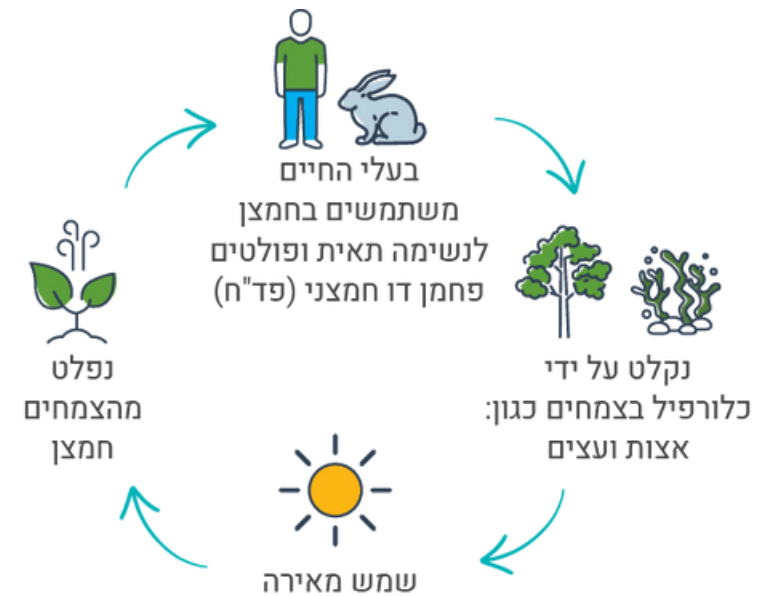 בעלי החיים
משתמשים בחמצן
לנשימה תאית ופולטים
פחמן דו חמצני (פד"ח)
נקלט על ידי
כלורפיל בצמחים כגון:
אצות ועצים
שמש מאירה
נפלט
מהצמחים
חמצן